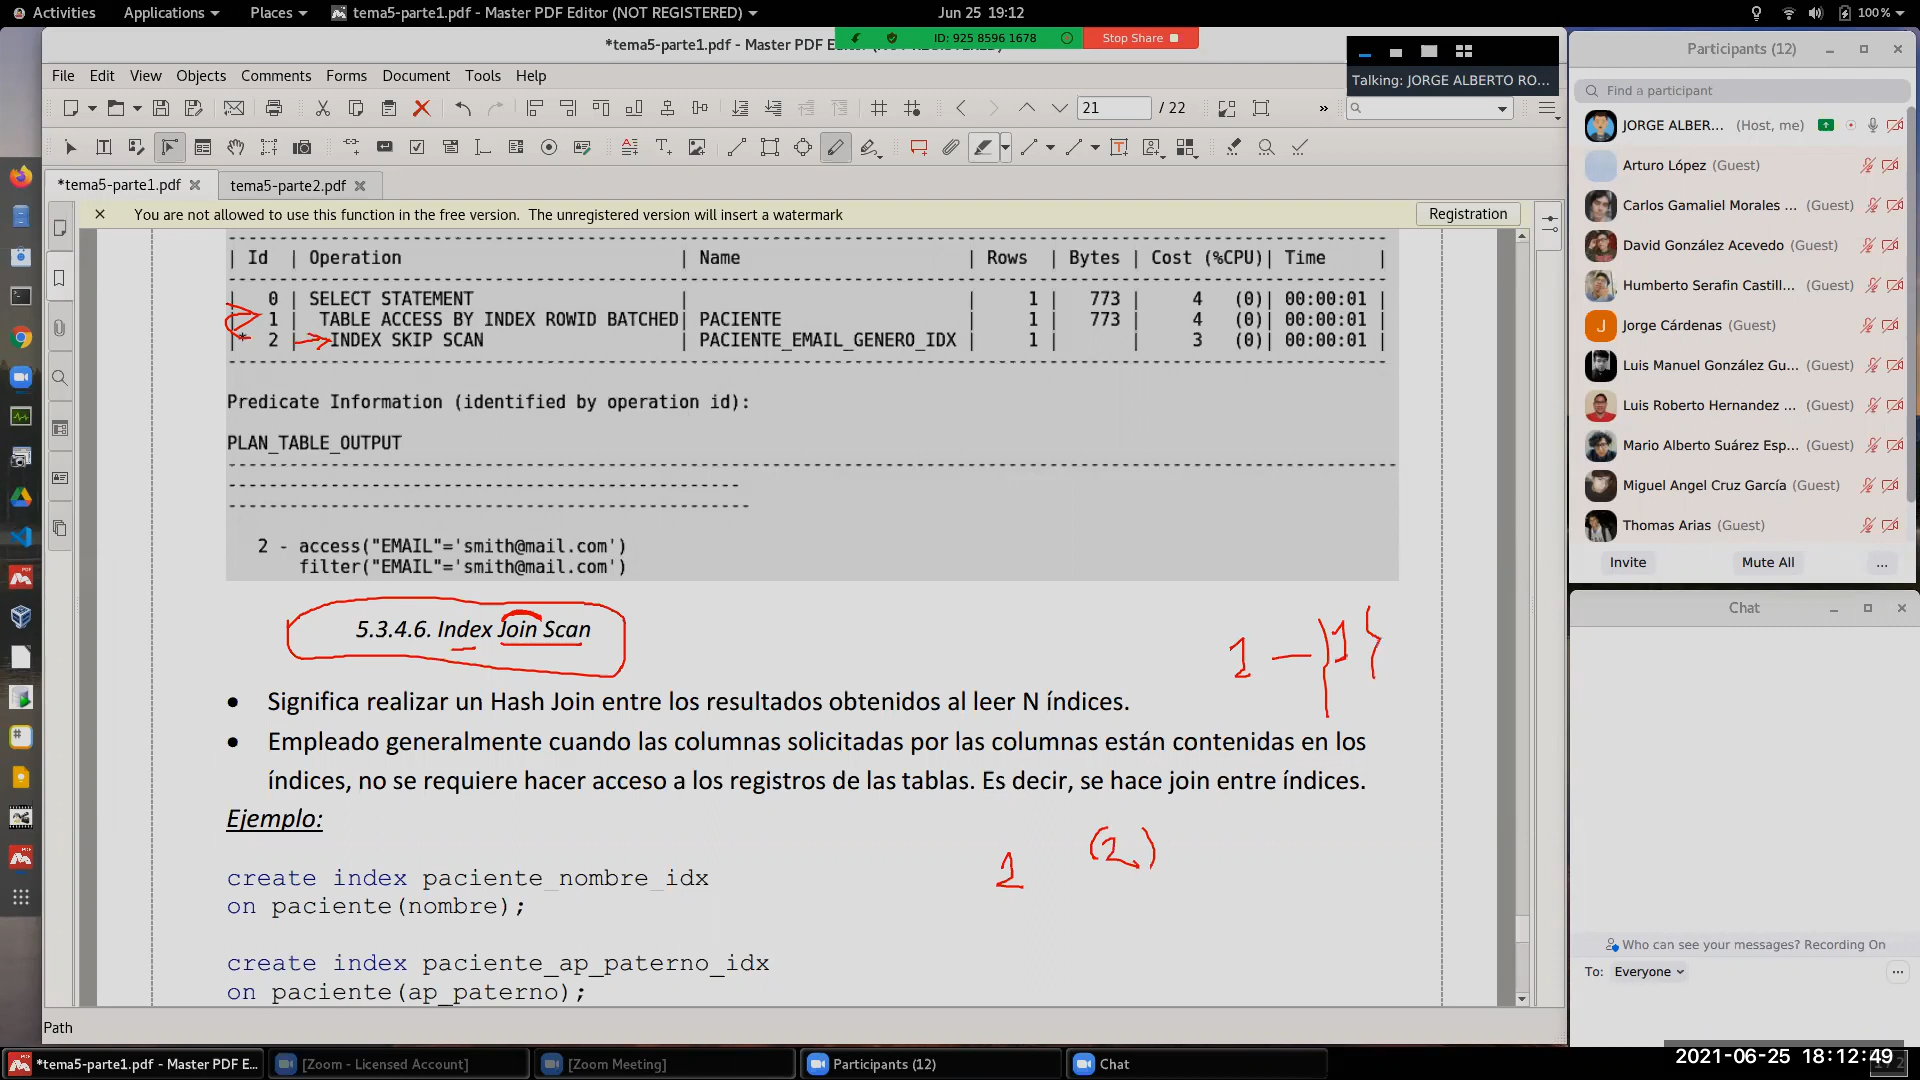 Activities Applications Places tema5-parte1.pdf - Master PDF Editor (NOT REGISTERED) Jun 25 19:12 100%
*tema5-parte1.pdf - Master PDF E
ID: 925 8596 1678 Stop Share
File Edit View Objects Comments Forms Document Tools Help
Talking: JORGE ALBERTO RO...
21 / 22
*tema5-parte1.pdf tema5-parte2.pdf
You are not allowed to use this function in the free version. The unregistered version will insert a watermark Registration
| Id | Operation | Name | Rows | Bytes | Cost (%CPU)| Time |
| 0 | SELECT STATEMENT | | 1 | 773 | 4 (0)| 00:00:01 |
| 1 | TABLE ACCESS BY INDEX ROWID BATCHED| PACIENTE | 1 | 773 | 4 (0)| 00:00:01 |
|* 2 | INDEX SKIP SCAN | PACIENTE_EMAIL_GENERO_IDX | 1 | | 3 (0)| 00:00:01 |
Predicate Information (identified by operation id):
PLAN_TABLE_OUTPUT
2 - access("EMAIL"='smith@mail.com')
filter("EMAIL"='smith@mail.com')
5.3.4.6. Index Join Scan
1 — 1
• Significa realizar un Hash Join entre los resultados obtenidos al leer N índices.
• Empleado generalmente cuando las columnas solicitadas por las columnas están contenidas en los
índices, no se requiere hacer acceso a los registros de las tablas. Es decir, se hace join entre índices.
Ejemplo:
1 (2)
create index paciente_nombre_idx
on paciente(nombre);
create index paciente_ap_paterno_idx
on paciente(ap_paterno);
Path
Participants (12)
Find a participant
JORGE ALBER... (Host, me)
Arturo López (Guest)
Carlos Gamaliel Morales ... (Guest)
David González Acevedo (Guest)
Humberto Serafin Castill... (Guest)
J Jorge Cárdenas (Guest)
Luis Manuel González Gu... (Guest)
Luis Roberto Hernandez ... (Guest)
Mario Alberto Suárez Esp... (Guest)
Miguel Angel Cruz García (Guest)
Thomas Arias (Guest)
Invite Mute All ...
Chat
Who can see your messages? Recording On
To: Everyone
*tema5-parte1.pdf - Master PDF E... [Zoom - Licensed Account] [Zoom Meeting] Participants (12) Chat
2021-06-25 18:12:49